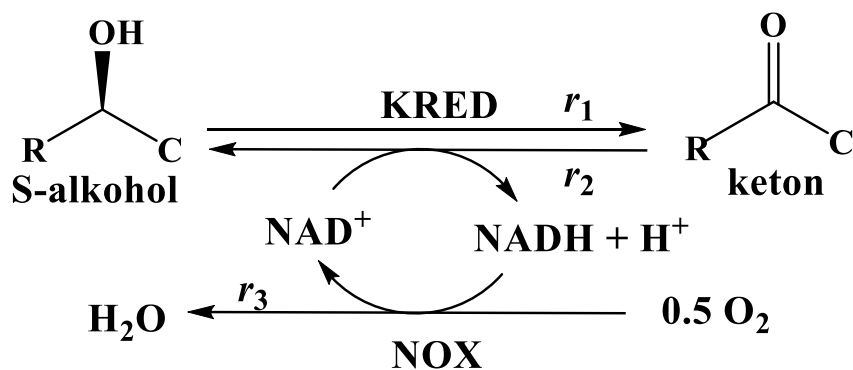 OH
O
KRED r₁
R C
R C
S-alkohol
r₂
keton
NAD⁺
NADH + H⁺
r₃
H₂O
0.5 O₂
NOX